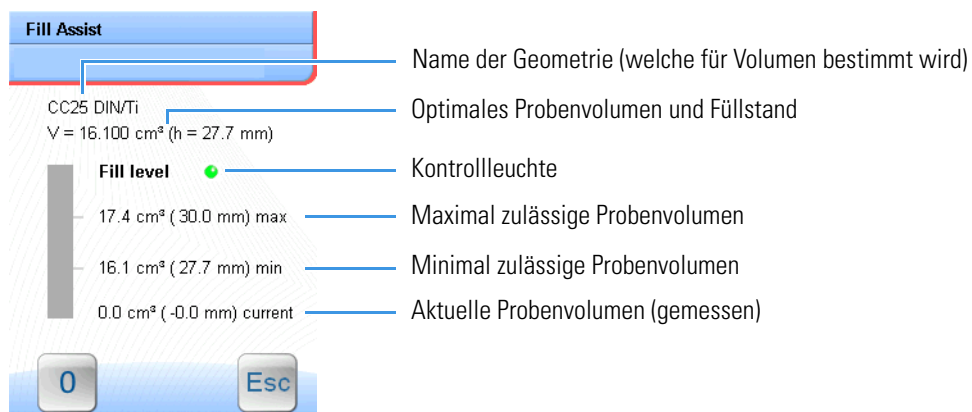 Fill Assist
Name der Geometrie (welche für Volumen bestimmt wird)
CC25 DIN/Ti
Optimales Probenvolumen und Füllstand
V = 16.100 cm³ (h = 27.7 mm)
Fill level
Kontrollleuchte
17.4 cm³ ( 30.0 mm) max
Maximal zulässige Probenvolumen
16.1 cm³ ( 27.7 mm) min
Minimal zulässige Probenvolumen
0.0 cm³ ( -0.0 mm) current
Aktuelle Probenvolumen (gemessen)
0
Esc